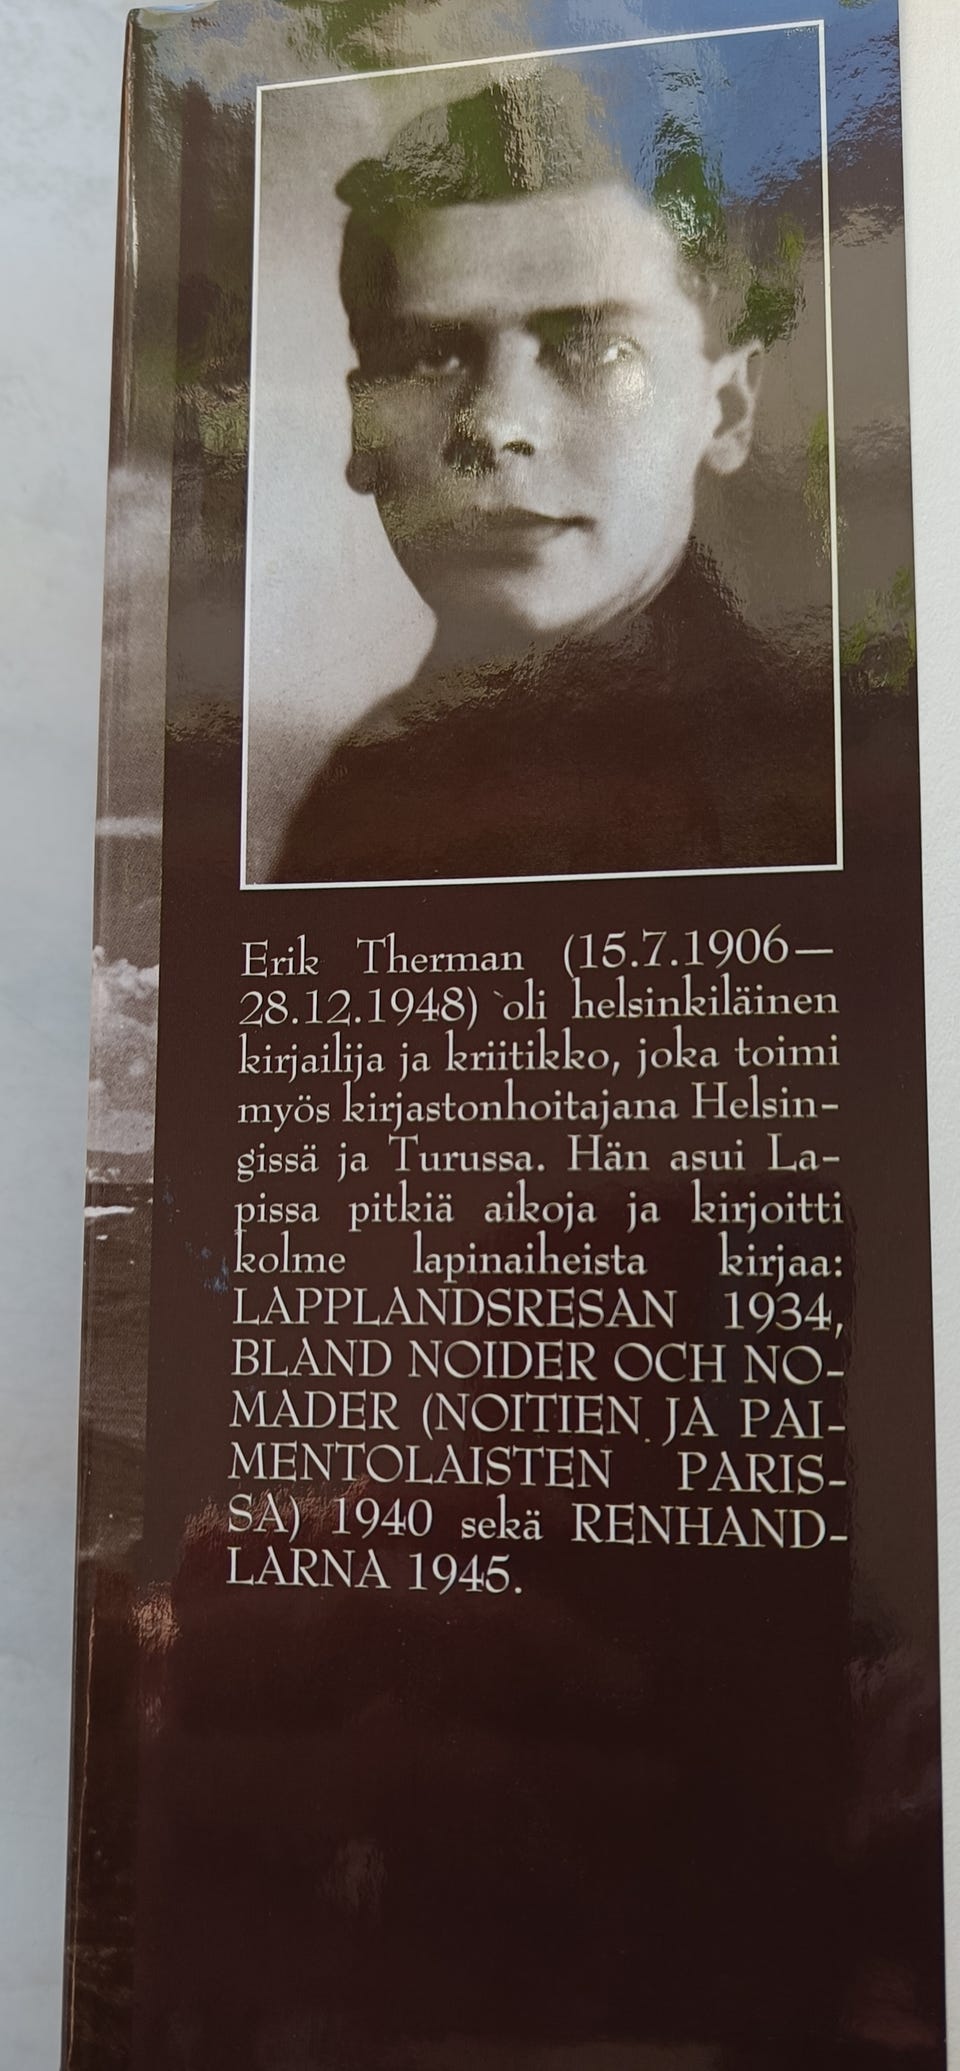 Erik Therman (15.7.1906—
28.12.1948) oli helsinkiläinen
kirjailija ja kriitikko, joka toimi
myös kirjastonhoitajana Helsin-
gissä ja Turussa. Hän asui La-
pissa pitkiä aikoja ja kirjoitti
kolme lapinaiheista kirjaa:
LAPPLANDSRESAN 1934,
BLAND NOIDER OCH NO-
MADER (NOITIEN JA PAI-
MENTOLAISTEN PARIS-
SA) 1940 sekä RENHAND-
LARNA 1945.